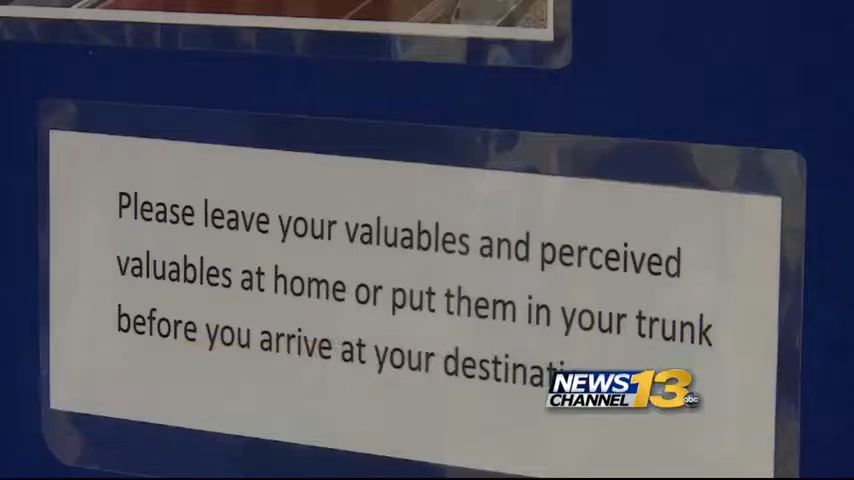 Please leave your valuables and perceived
valuables at home or put them in your trunk
before you arrive at your
NEWS 13
CHANNEL abc